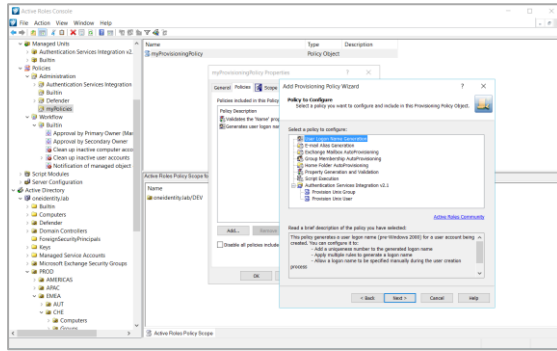 Active Roles Console
File Action View Window Help
Managed Units
Authentication Services Integration v2.
Builtin
Policies
Administration
Authentication Services Integration
Builtin
Defender
myPolicies
Workflow
Builtin
Approval by Primary Owner (Mar
Approval by Secondary Owner
Clean up inactive computer acco
Clean up inactive user accounts
Notification of managed object
Script Modules
Server Configuration
Active Directory
oneidentity.lab
Builtin
Computers
Defender
Domain Controllers
ForeignSecurityPrincipals
Keys
Managed Service Accounts
Microsoft Exchange Security Groups
PROD
AMERICAS
APAC
EMEA
AUT
CHE
Computers
Groups
Name Type Description
myProvisioningPolicy Policy Object
Active Roles Policy Scope fo
Name
oneidentity.lab/DEV
Active Roles Policy Scope
myProvisioningPolicy Properties
General Policies Scope
Policies included in this Policy
Policy Description
Validates the "Name" prop
Generates user logon nam
Add... Remove
Disable all policies include
OK
Add Provisioning Policy Wizard
Policy to Configure
Select a policy you want to configure and include in this Provisioning Policy Object.
Select a policy to configure:
User Logon Name Generation
E-mail Alias Generation
Exchange Mailbox AutoProvisioning
Group Membership AutoProvisioning
Home Folder AutoProvisioning
Property Generation and Validation
Script Execution
Authentication Services Integration v2.1
Provision Unix Group
Provision Unix User
Active Roles Community
Read a brief description of the policy you have selected:
This policy generates a user logon name (pre-Windows 2000) for a user account being
created. You can configure it to:
- Add a uniqueness number to the generated logon name
- Apply multiple rules to generate a logon name
- Allow a logon name to be specified manually during the user creation
process
< Back Next > Cancel Help